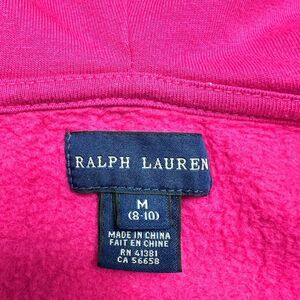 RALPH LAUREN
M
(8-10)
MADE IN CHINA
FAIT EN CHINE
RN 41381
CA 56658